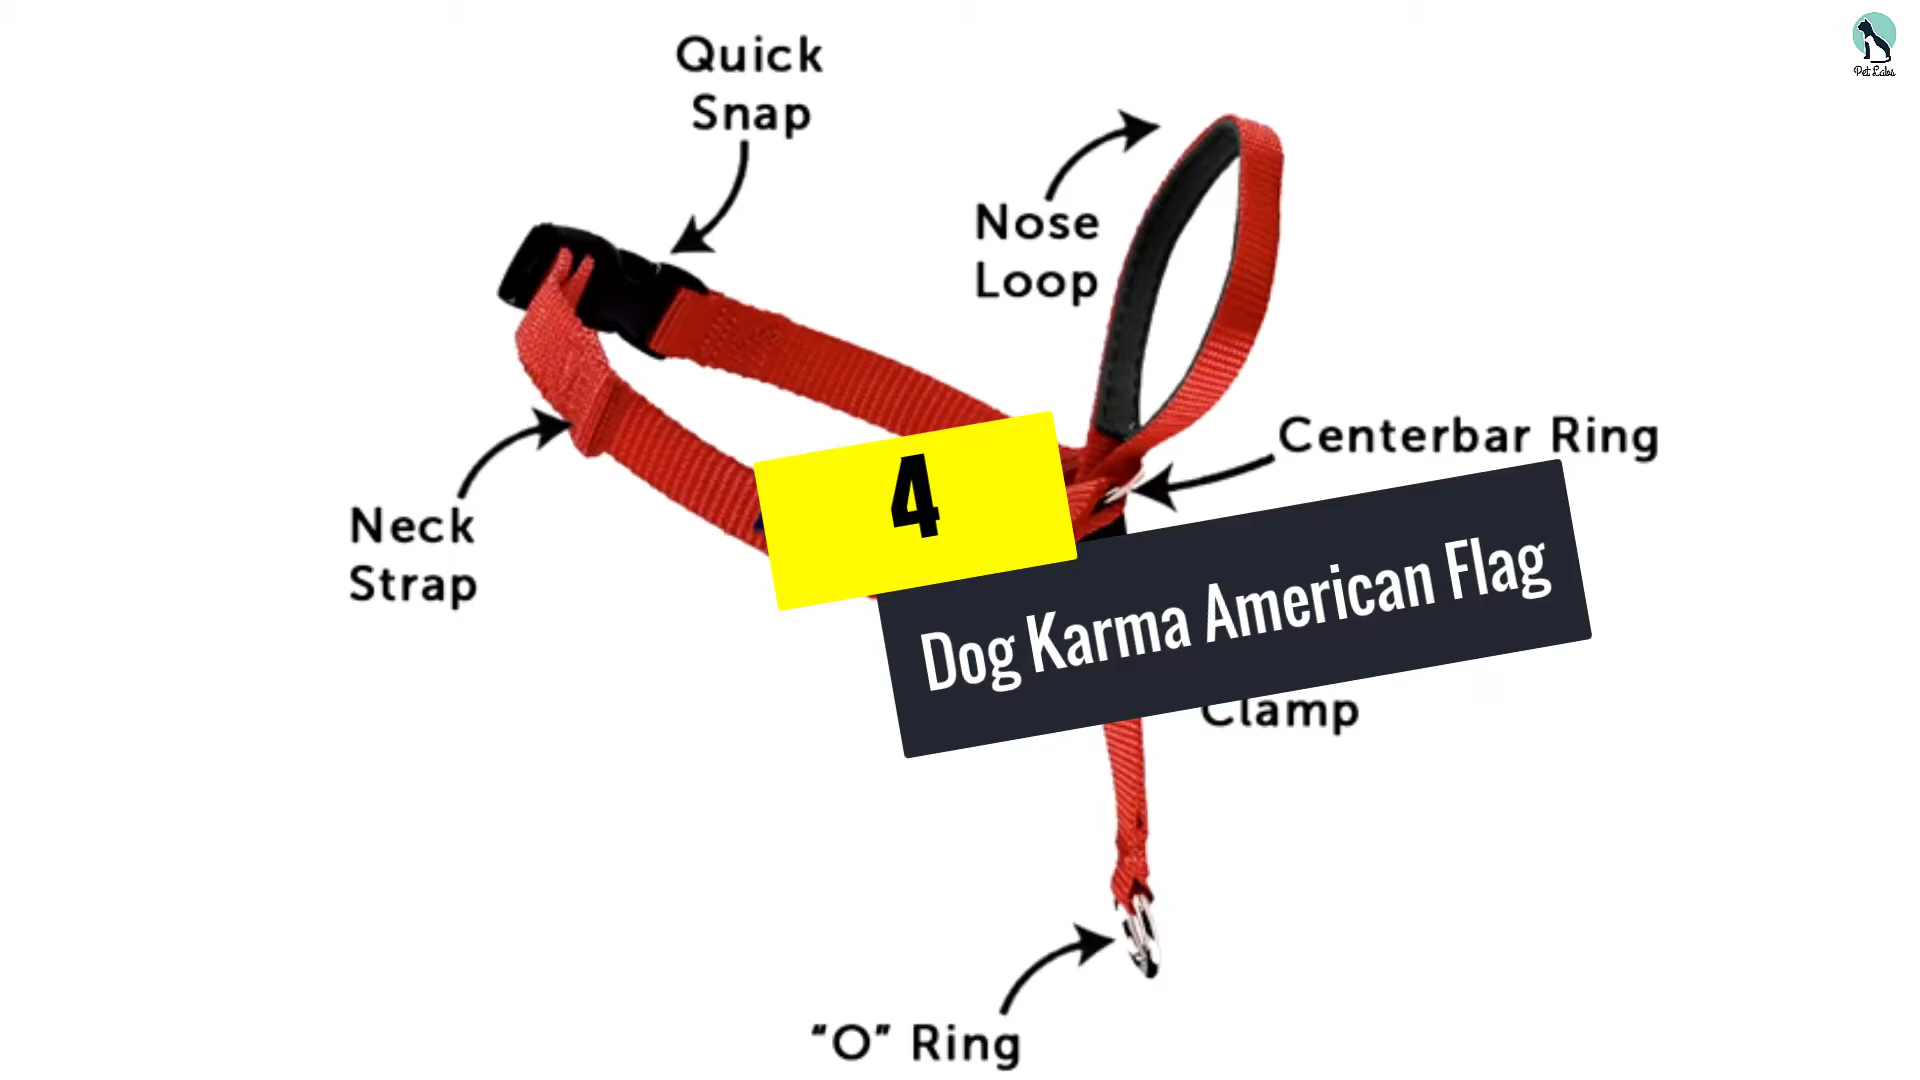 Quick
Snap
Pet Labs
Nose
Loop
Centerbar Ring
4
Neck
Strap
Dog Karma American Flag
Clamp
“O” Ring